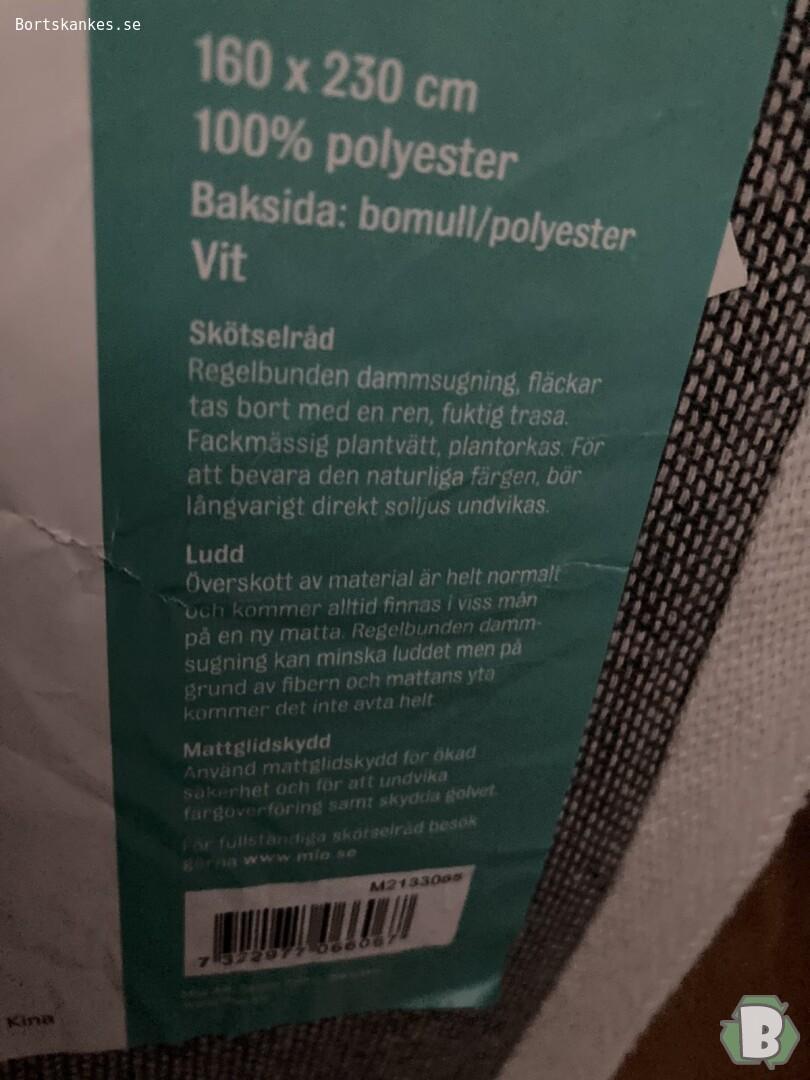 Bortskankes.se
160 x 230 cm
100% polyester
Baksida: bomull/polyester
Vit
Skötselråd
Regelbunden dammsugning, fläckar
tas bort med en ren, fuktig trasa.
Fackmässig plantvätt, plantorkas. För
att bevara den naturliga färgen, bör
långvarigt direkt solljus undvikas.
Ludd
Överskott av material är helt normalt
och kommer alltid finnas i viss mån
på en ny matta. Regelbunden damm-
sugning kan minska luddet men på
grund av fibern och mattans yta
kommer det inte avta helt
Mattglidskydd
Använd mattglidskydd för ökad
säkerhet och för att undvika
färgöverföring samt skydda golvet.
För fullständiga skötselråd besök
gärna www.mio.se
M2133065
7 322977 066067
Kina
B